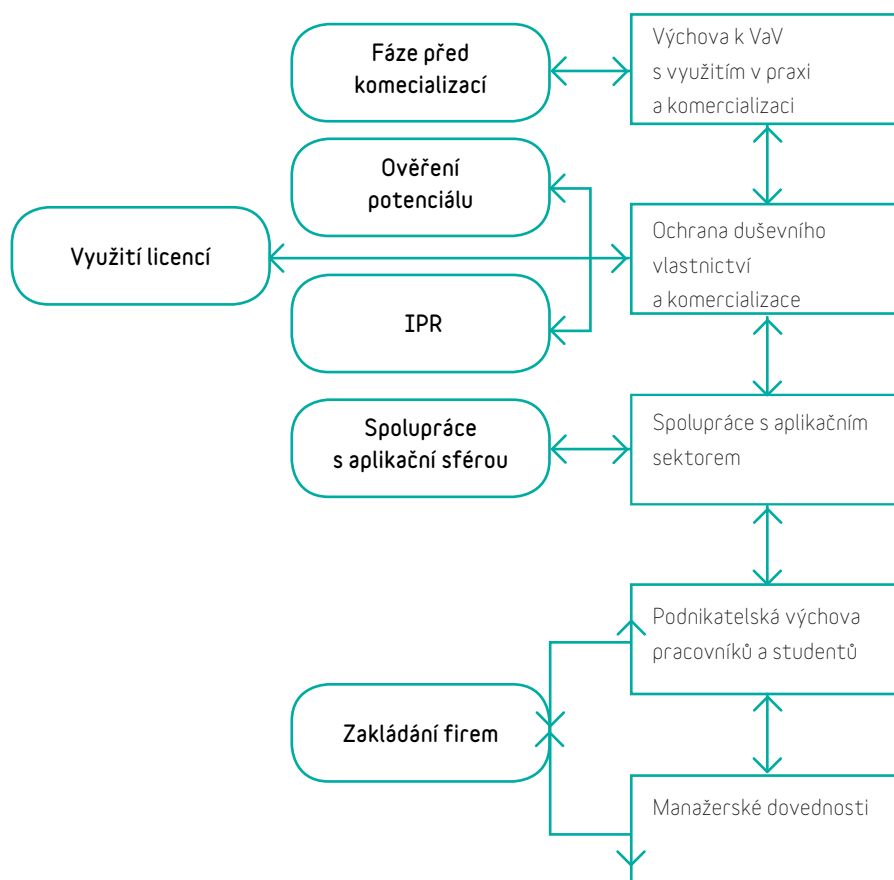 Fáze před
komecializací
Výchova k VaV
s využitím v praxi
a komercializaci
Ověření
potenciálu
Využití licencí
Ochrana duševního
vlastnictví
a komercializace
IPR
Spolupráce
s aplikační sférou
Spolupráce s aplikačním
sektorem
Podnikatelská výchova
pracovníků a studentů
Zakládání firem
Manažerské dovednosti